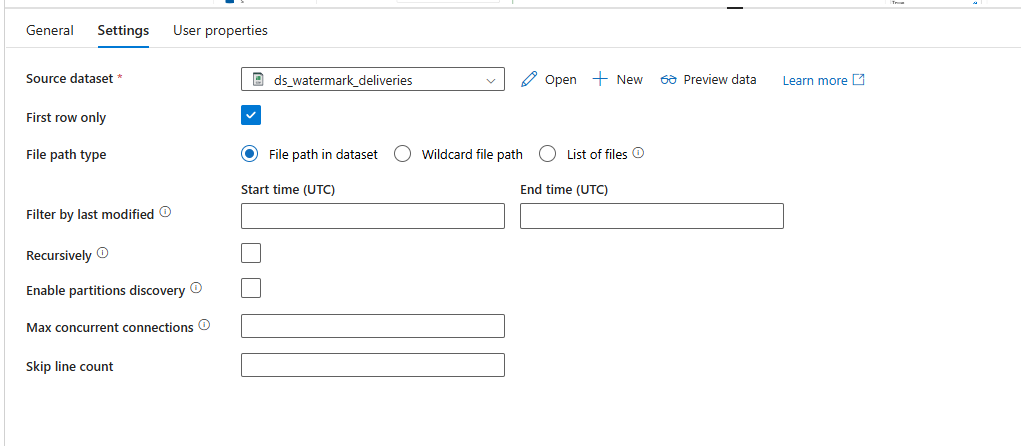 General Settings User properties
Source dataset * ds_watermark_deliveries Open New Preview data Learn more
First row only
File path type File path in dataset Wildcard file path List of files
Start time (UTC) End time (UTC)
Filter by last modified
Recursively
Enable partitions discovery
Max concurrent connections
Skip line count